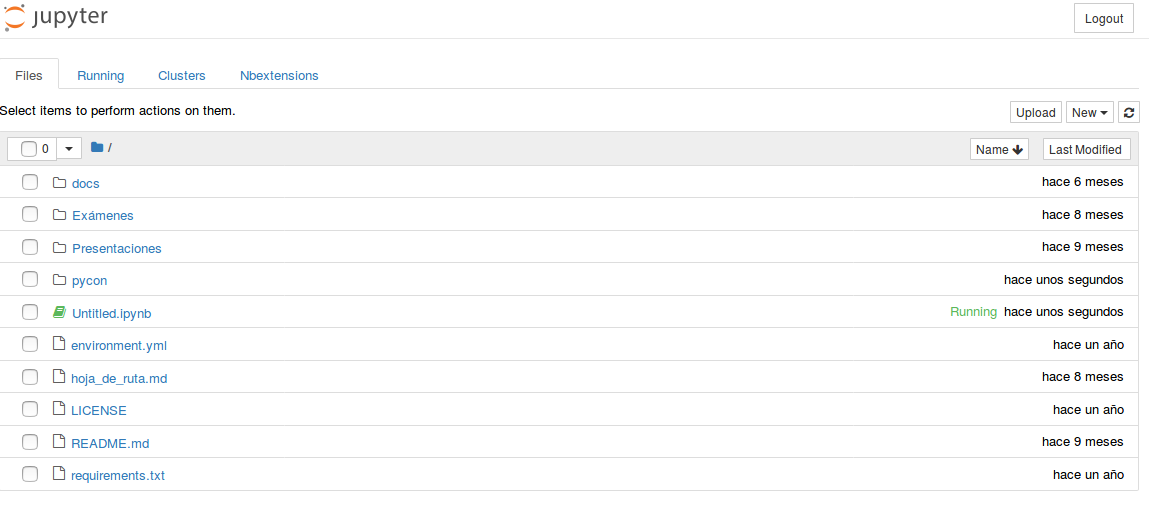 jupyter Logout
Files Running Clusters Nbextensions
Select items to perform actions on them. Upload New
0 / Name Last Modified
docs hace 6 meses
Exámenes hace 8 meses
Presentaciones hace 9 meses
pycon hace unos segundos
Untitled.ipynb Running hace unos segundos
environment.yml hace un año
hoja_de_ruta.md hace 8 meses
LICENSE hace un año
README.md hace 9 meses
requirements.txt hace un año